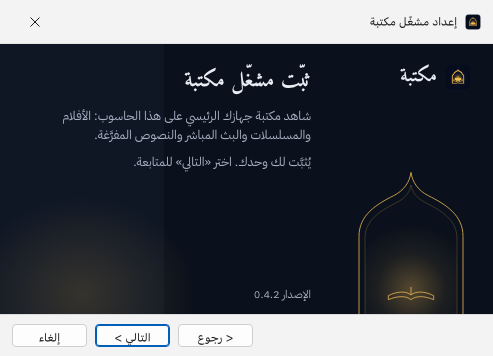 إعداد مشغّل مكتبة
مكتبة
ثبّت مشغّل مكتبة
شاهد مكتبة جهازك الرئيسي على هذا الحاسوب: الأفلام
والمسلسلات والبث المباشر والنصوص المفرّغة.
يُثبَّت لك وحدك. اختر «التالي» للمتابعة.
الإصدار 0.4.2
< رجوع
التالي >
إلغاء